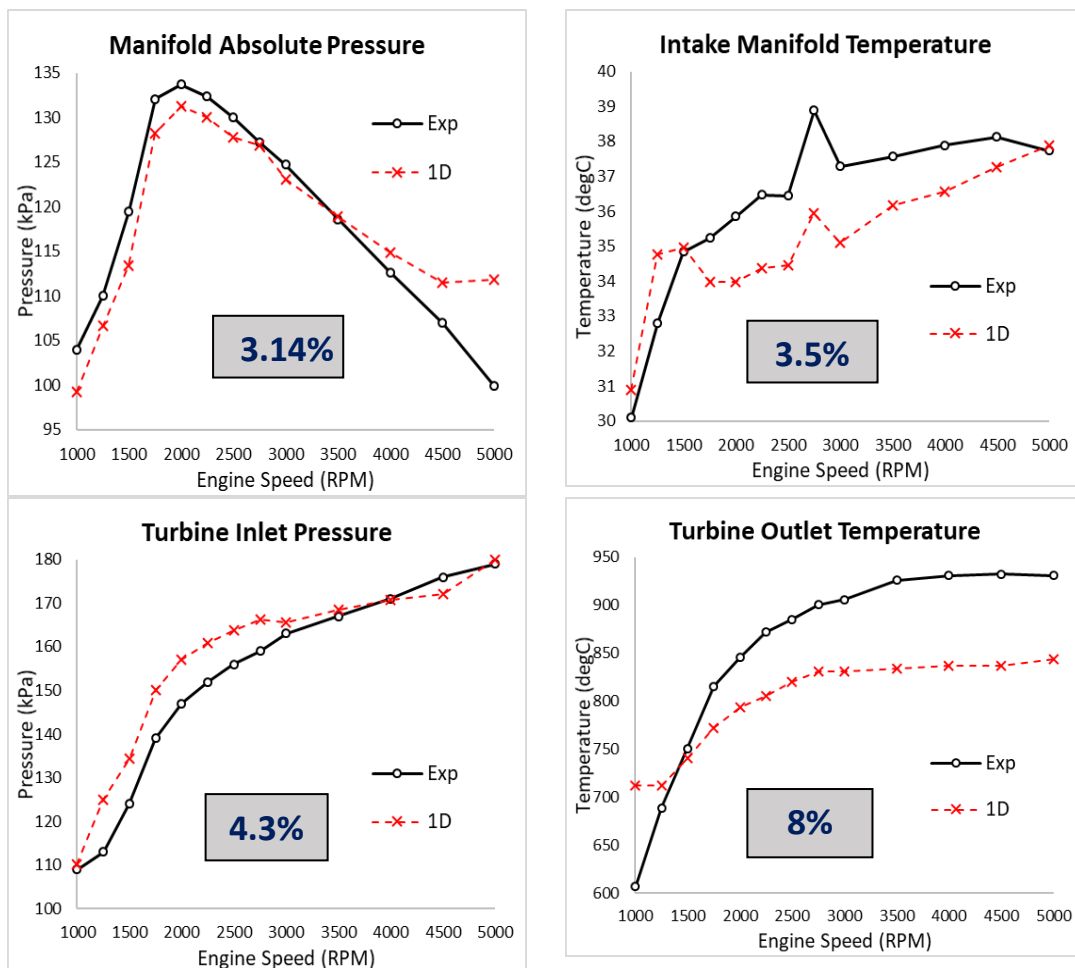 Manifold Absolute Pressure
135
130
125
120
115
110
105
100
95
Pressure (kPa)
Exp
1D
3.14%
1000 1500 2000 2500 3000 3500 4000 4500 5000
Engine Speed (RPM)
Intake Manifold Temperature
40
39
38
37
36
35
34
33
32
31
30
Temperature (degC)
Exp
1D
3.5%
1000 1500 2000 2500 3000 3500 4000 4500 5000
Engine Speed (RPM)
Turbine Inlet Pressure
180
170
160
150
140
130
120
110
100
Pressure (kPa)
Exp
1D
4.3%
1000 1500 2000 2500 3000 3500 4000 4500 5000
Engine Speed (RPM)
Turbine Outlet Temperature
950
900
850
800
750
700
650
600
Temperature (degC)
Exp
1D
8%
1000 1500 2000 2500 3000 3500 4000 4500 5000
Engine Speed (RPM)